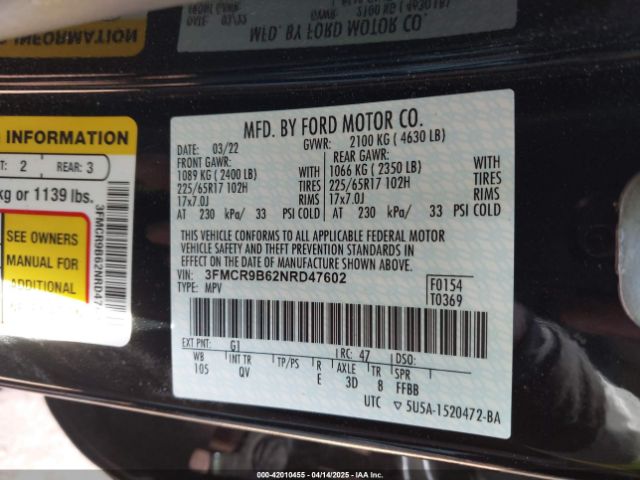 G INFORMATION
T: 2 REAR: 3
kg or 1139 lbs.
SEE OWNERS
MANUAL FOR
ADDITIONAL
3FMCR9B62NRD47
MFD. BY FORD MOTOR CO.
DATE: 03/22 GVWR: 2100 KG ( 4630 LB)
FRONT GAWR: REAR GAWR:
1089 KG ( 2400 LB) WITH 1066 KG ( 2350 LB) WITH
225/65R17 102H TIRES 225/65R17 102H TIRES
17x7.0J RIMS 17x7.0J RIMS
AT 230 kPa/ 33 PSI COLD AT 230 kPa/ 33 PSI COLD
THIS VEHICLE CONFORMS TO ALL APPLICABLE FEDERAL MOTOR
VEHICLE SAFETY AND THEFT PREVENTION STANDARDS IN
EFFECT ON THE DATE OF MANUFACTURE SHOWN ABOVE.
VIN: 3FMCR9B62NRD47602
TYPE: MPV
F0154
T0369
EXT PNT: G1 RC: 47 DSO:
WB INT TR TP/PS R AXLE TR SPR
105 QV E 3D 8 FFBB
UTC 5U5A-1520472-BA
000-42010455 - 04/14/2025 - IAAI.COM